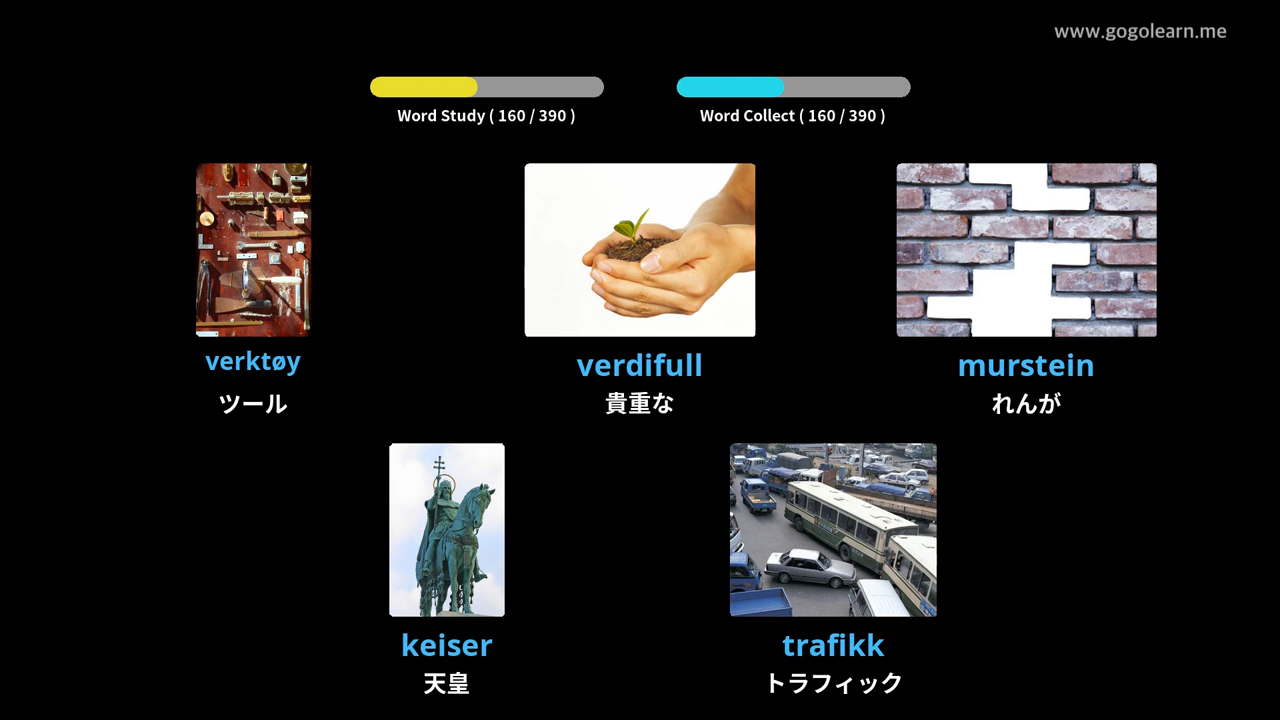 www.gogolearn.me
Word Study ( 160 / 390 )
Word Collect ( 160 / 390 )
verktøy
ツール
verdifull
貴重な
murstein
れんが
keiser
天皇
trafikk
トラフィック